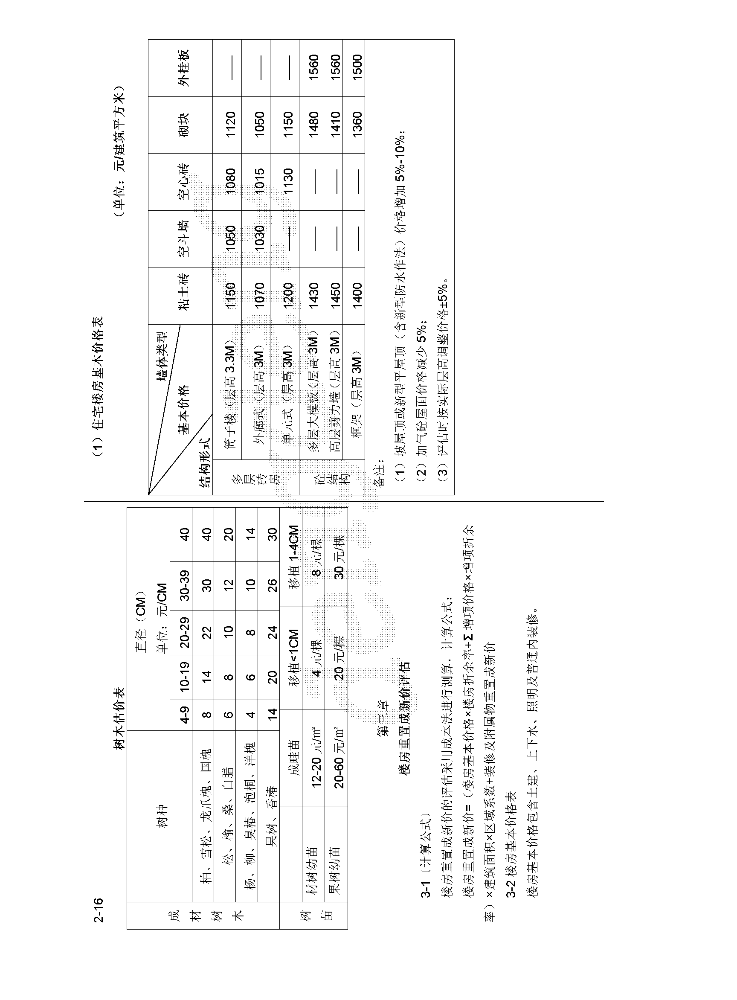 2-16
树木估价表
树种 直径（CM）
单位：元/CM
4-9 10-19 20-29 30-39 40
成材树木
柏、雪松、龙爪槐、国槐 8 14 22 30 40
松、榆、桑、白腊 6 8 10 12 20
杨、柳、臭椿、泡桐、洋槐 4 6 8 10 14
果树、香椿 14 20 24 26 30
树苗
成畦苗 移植<1CM 移植 1-4CM
材树幼苗 12-20 元/㎡ 4 元/棵 8 元/棵
果树幼苗 20-60 元/㎡ 20 元/棵 30 元/棵
第三章
楼房重置成新价评估
3-1〔计算公式〕
楼房重置成新价的评估采用成本法进行测算，计算公式：
楼房重置成新价=（楼房基本价格×楼房折余率+Σ 增项价格×增项折余
率）×建筑面积×区域系数+装修及附属物重置成新价
3-2 楼房基本价格表
楼房基本价格包含土建、上下水、照明及普通内装修。
（1）住宅楼房基本价格表
（单位：元/建筑平方米）
墙体类型
基本价格
结构形式
粘土砖 空斗墙 空心砖 砌块 外挂板
多层砖房
筒子楼（层高 3.3M） 1150 1050 1080 1120 ——
外廊式（层高 3M） 1070 1030 1015 1050 ——
单元式（层高 3M） 1200 —— 1130 1150 ——
砼结构
多层大模板（层高 3M） 1430 —— —— 1480 1560
高层剪力墙（层高 3M） 1450 —— —— 1410 1560
框架（层高 3M） 1400 —— —— 1360 1500
备注：
（1）坡屋顶或新型平屋顶（含新型防水作法）价格增加 5%-10%；
（2）加气砼屋面价格减少 5%；
（3）评估时按实际层高调整价格±5%。